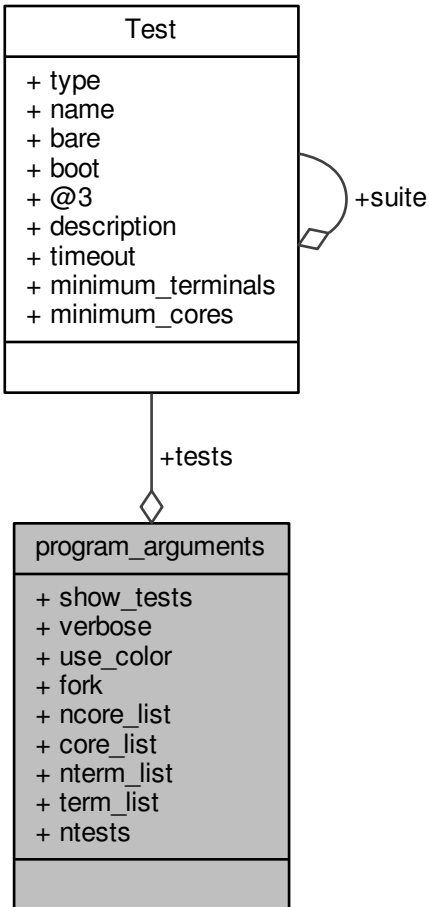 Test
+ type
+ name
+ bare
+ boot
+ @3
+ description
+ timeout
+ minimum_terminals
+ minimum_cores
+suite
+tests
program_arguments
+ show_tests
+ verbose
+ use_color
+ fork
+ ncore_list
+ core_list
+ nterm_list
+ term_list
+ ntests